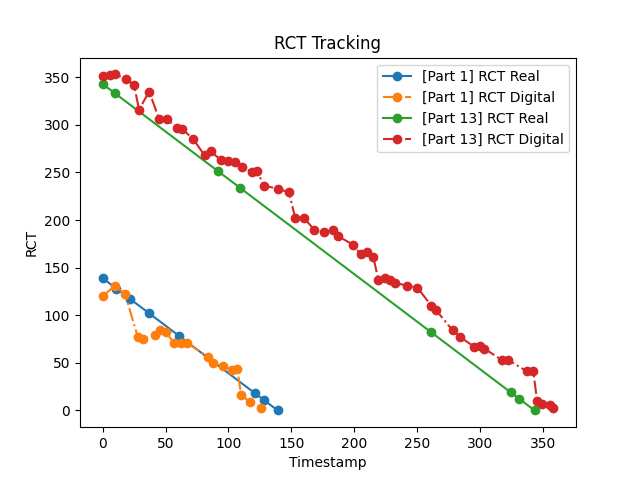 RCT Tracking
[Part 1] RCT Real
[Part 1] RCT Digital
[Part 13] RCT Real
[Part 13] RCT Digital
RCT
350
300
250
200
150
100
50
0
0 50 100 150 200 250 300 350
Timestamp